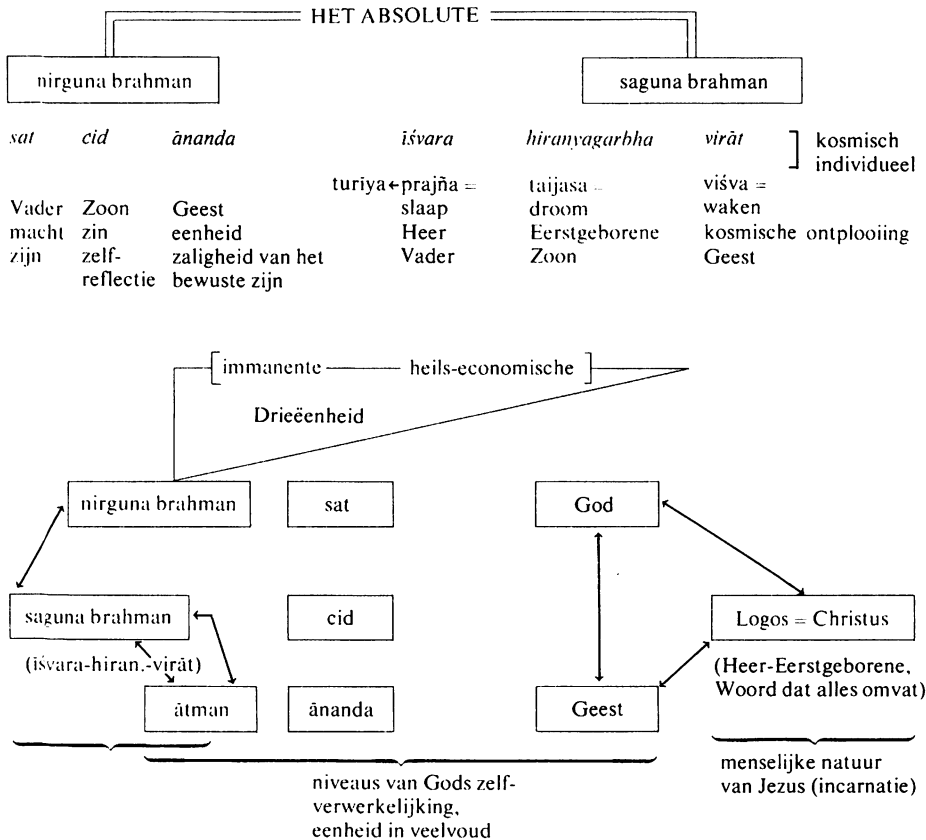 HET ABSOLUTE
nirguna brahman saguna brahman
sat cid ānanda īśvara hiranyagarbha virāt ] kosmisch
individueel
turīya ← prajña = taijasa = viśva =
Vader Zoon Geest slaap droom waken
macht zin eenheid Heer Eerstgeborene kosmische ontplooiing
zijn zelf- zaligheid van het Vader Zoon Geest
reflectie bewuste zijn
[immanente heils-economische]
Drieëenheid
nirguna brahman sat God
saguna brahman cid Logos = Christus
(īśvara-hiran.-virāt) (Heer-Eerstgeborene,
Woord dat alles omvat)
ātman ānanda Geest
niveaus van Gods zelf-
verwerkelijking,
eenheid in veelvoud
menselijke natuur
van Jezus (incarnatie)